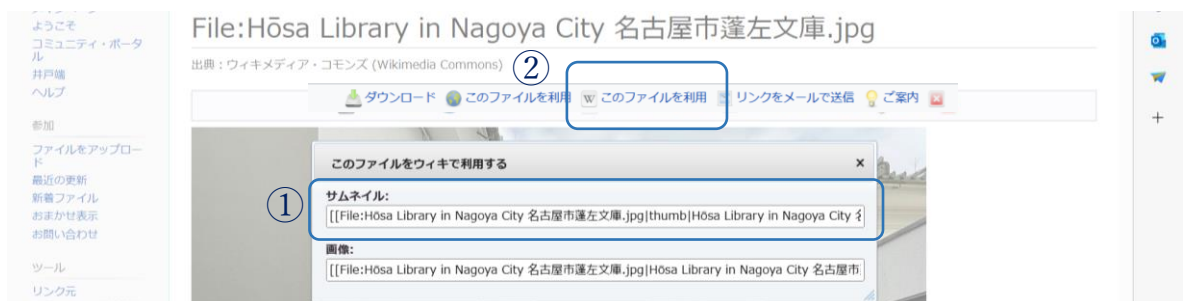 ようこそ
コミュニティ・ポータ
ル
井戸端
ヘルプ
参加
ファイルをアップロー
ド
最近の更新
新着ファイル
おまかせ表示
お問い合わせ
ツール
リンク元
File:Hōsa Library in Nagoya City 名古屋市蓬左文庫.jpg
出典：ウィキメディア・コモンズ (Wikimedia Commons)
②
ダウンロード このファイルを利用 W このファイルを利用 リンクをメールで送信 ご案内
このファイルをウィキで利用する ×
①
サムネイル:
[[File:Hōsa Library in Nagoya City 名古屋市蓬左文庫.jpg|thumb|Hōsa Library in Nagoya City
画像:
[[File:Hōsa Library in Nagoya City 名古屋市蓬左文庫.jpg|Hōsa Library in Nagoya City 名古屋市